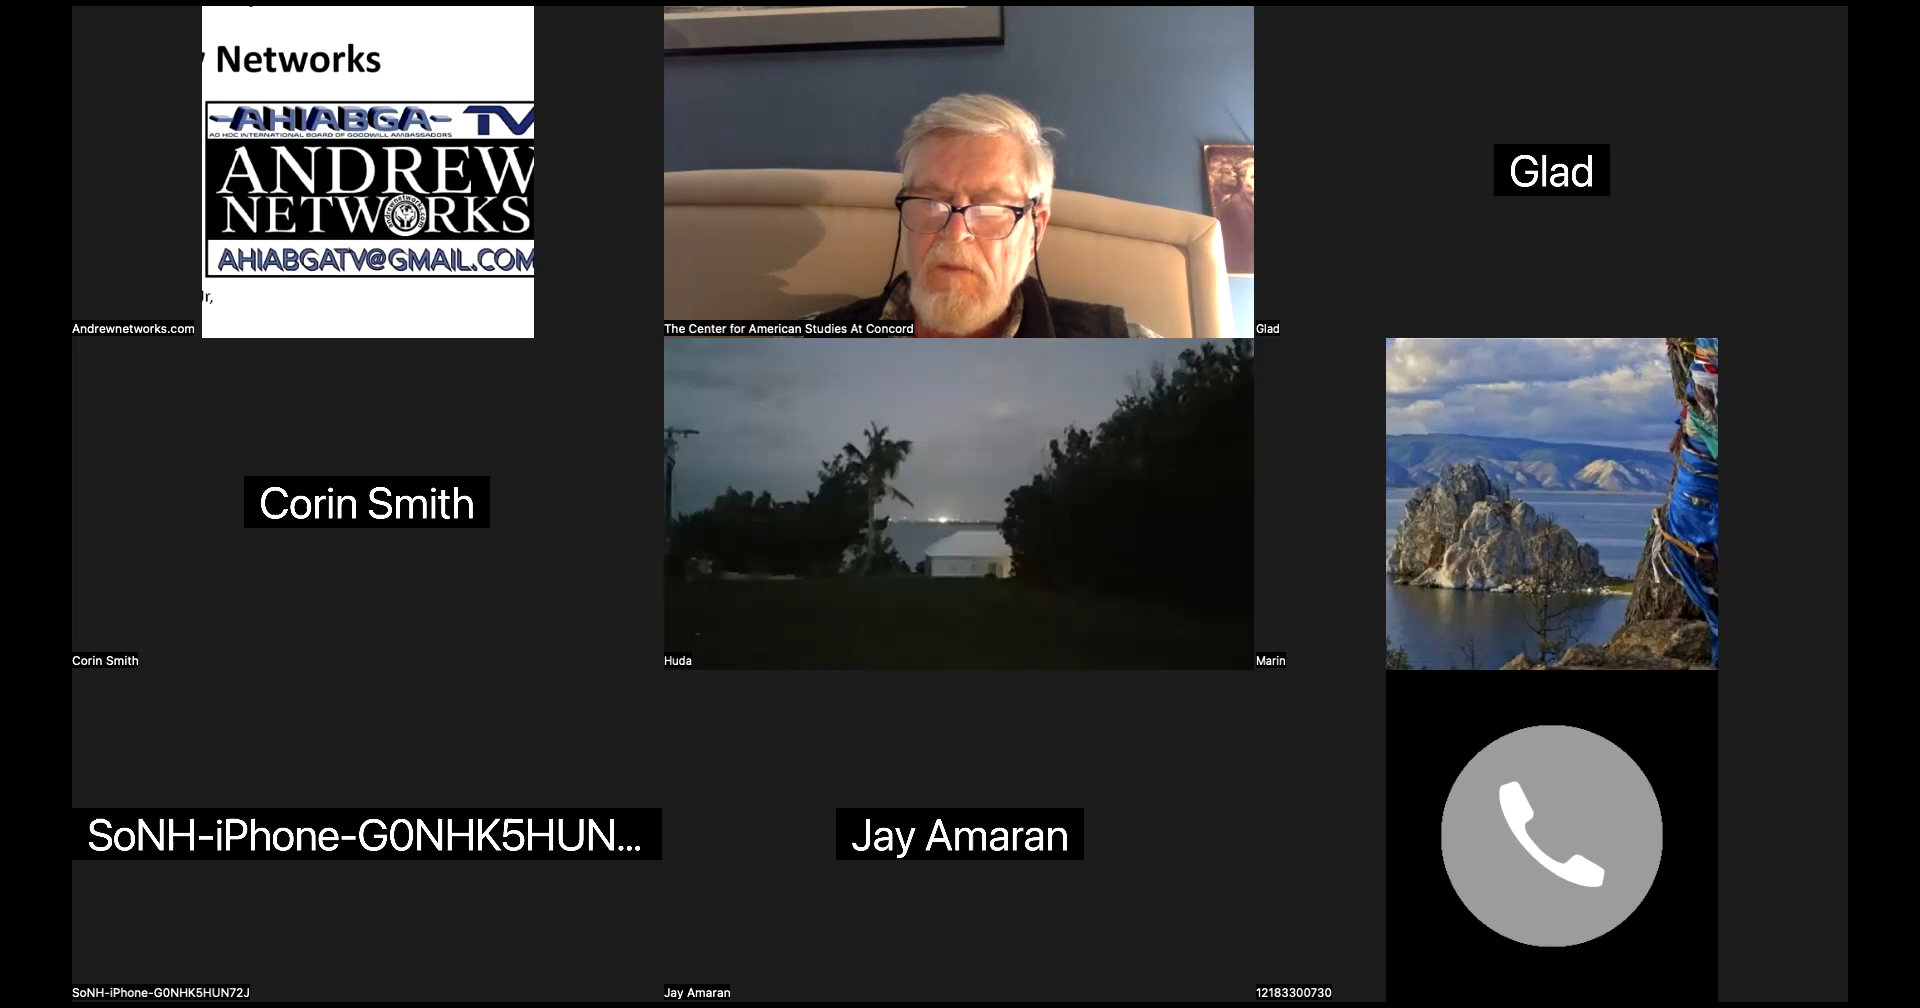 Networks
-AHIABGA- TV
AD HOC INTERNATIONAL BOARD OF GOODWILL AMBASSADORS
ANDREW
NETWORKS
AHIABGATV@GMAIL.COM
Jr,
Andrewnetworks.com
The Center for American Studies At Concord
Glad
Glad
Corin Smith
Corin Smith
Huda
Marin
SoNH-iPhone-G0NHK5HUN...
Jay Amaran
SoNH-iPhone-G0NHK5HUN72J
Jay Amaran
12183300730